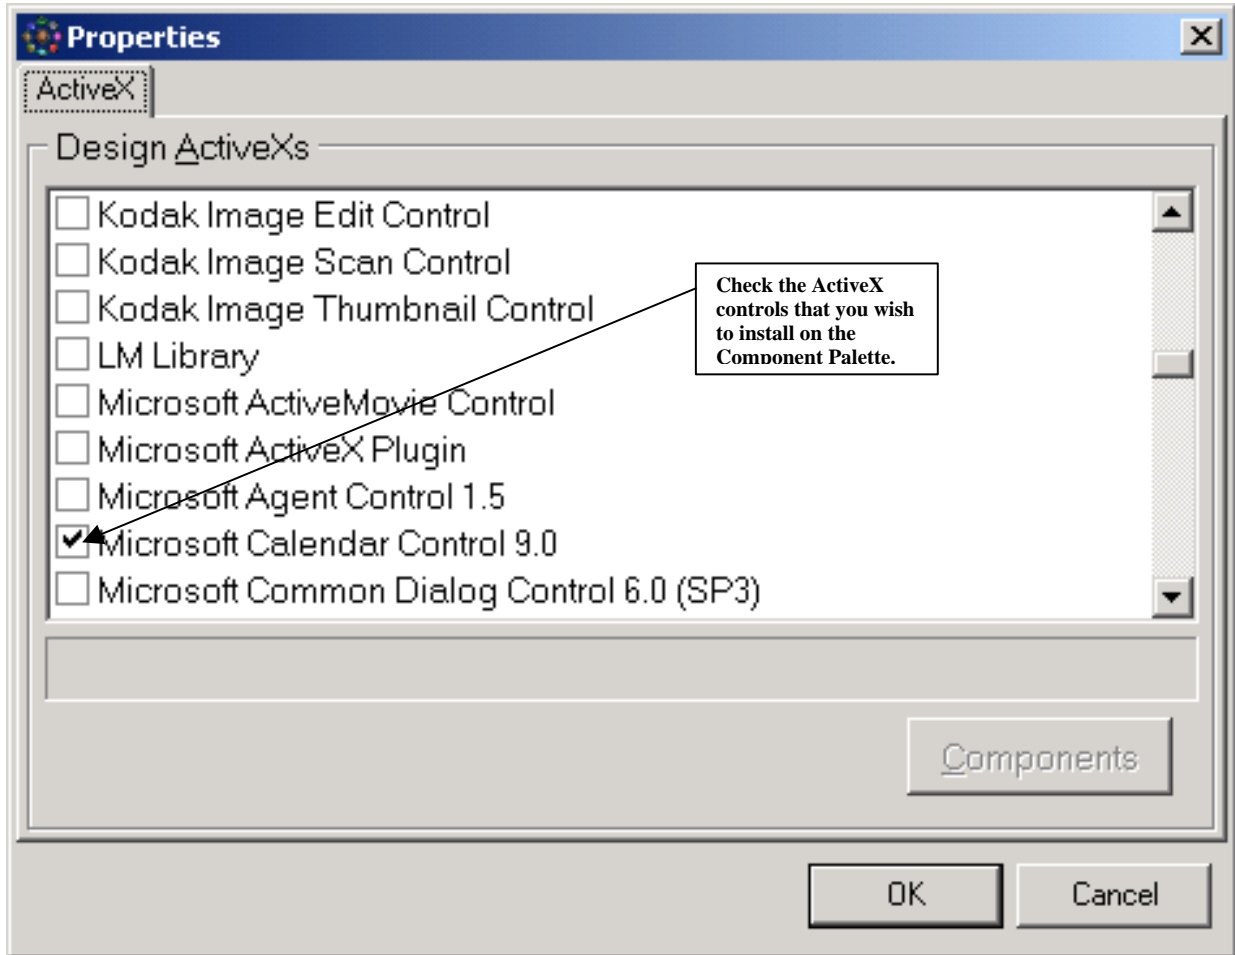 Properties
ActiveX
Design ActiveXs
Kodak Image Edit Control
Kodak Image Scan Control
Kodak Image Thumbnail Control
LM Library
Microsoft ActiveMovie Control
Microsoft ActiveX Plugin
Microsoft Agent Control 1.5
Microsoft Calendar Control 9.0
Microsoft Common Dialog Control 6.0 (SP3)
Check the ActiveX
controls that you wish
to install on the
Component Palette.
Components
OK
Cancel